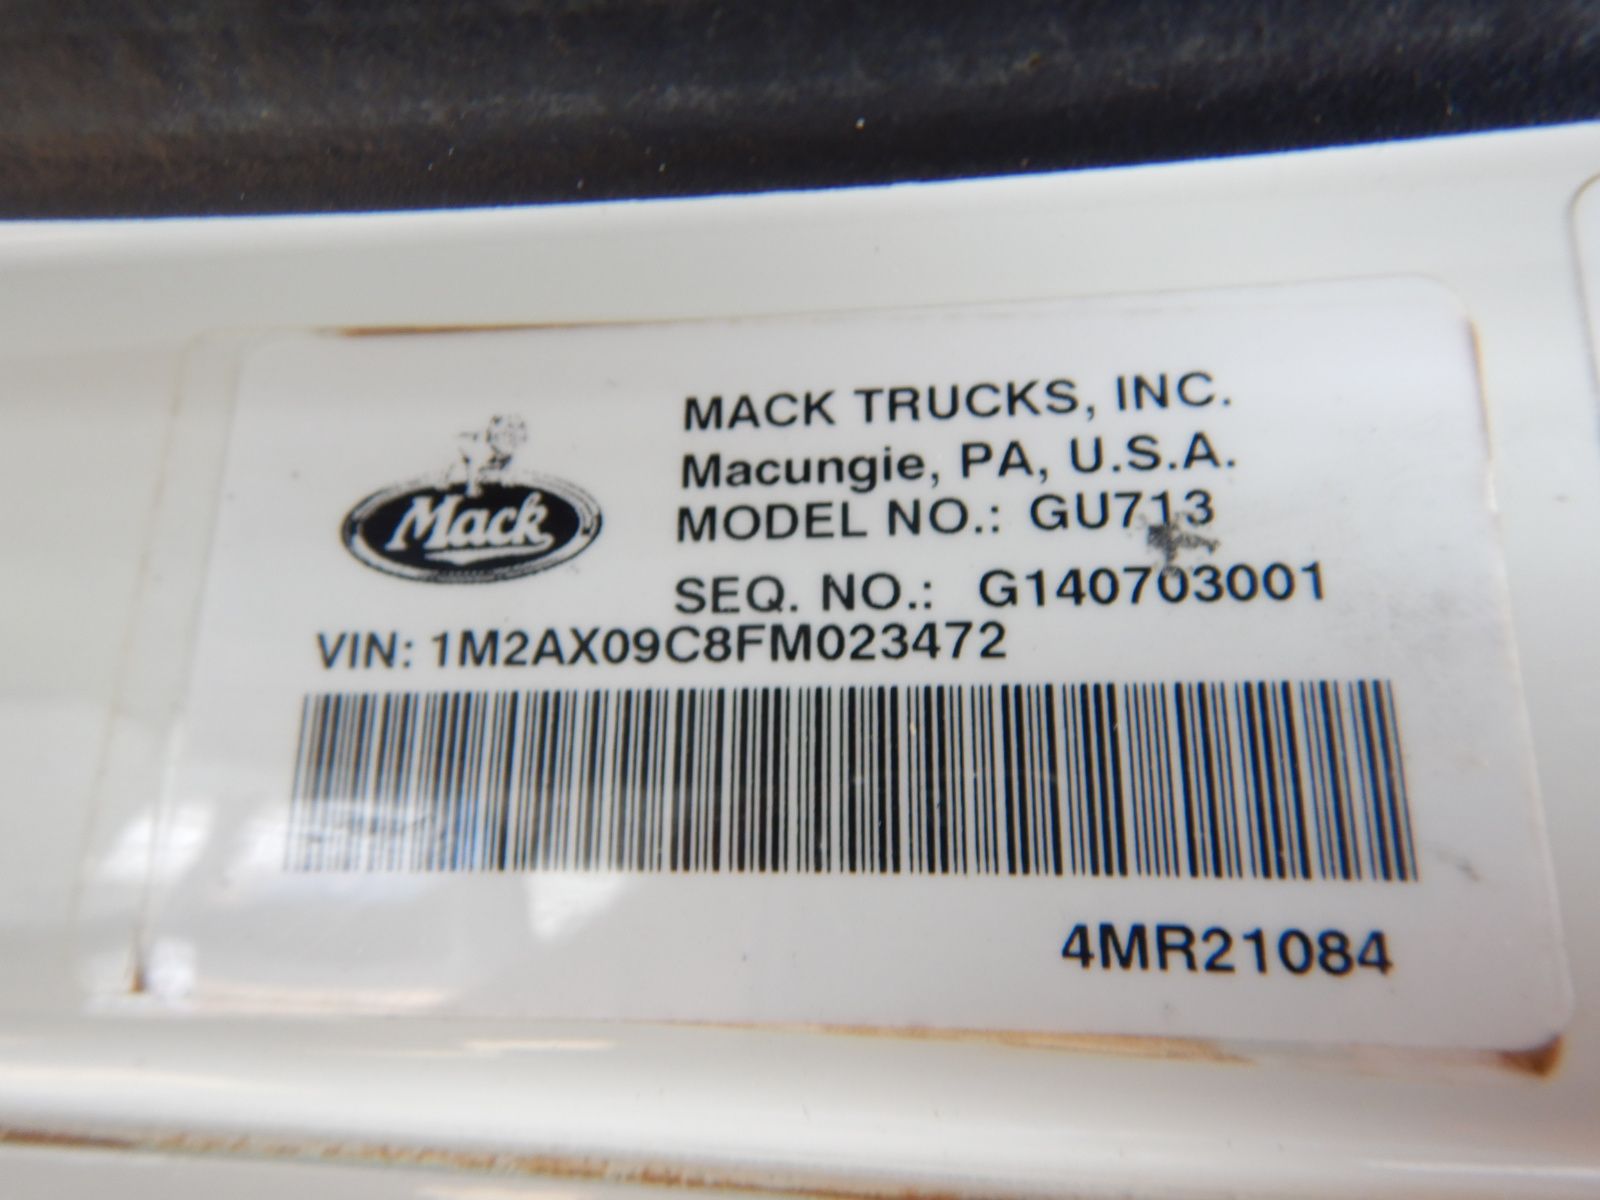 MACK TRUCKS, INC.
Macungie, PA, U.S.A.
MODEL NO.: GU713
SEQ. NO.: G140703001
Mack
VIN: 1M2AX09C8FM023472
4MR21084